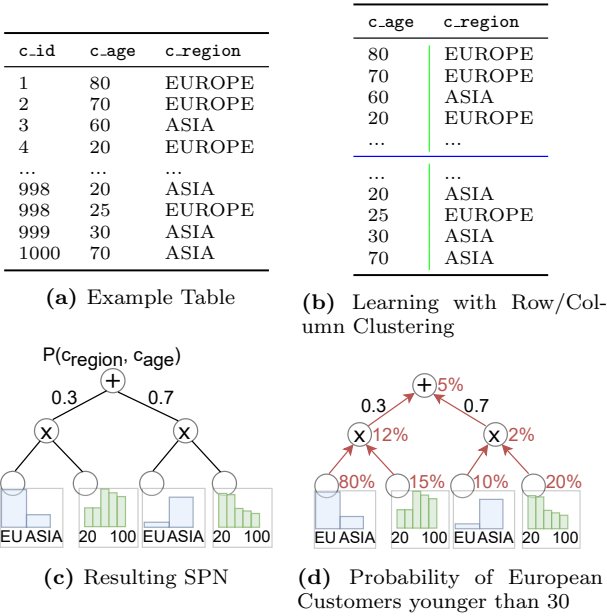 c_id c_age c_region
1 80 EUROPE
2 70 EUROPE
3 60 ASIA
4 20 EUROPE
... ... ...
998 20 ASIA
998 25 EUROPE
999 30 ASIA
1000 70 ASIA
(a) Example Table
c_age c_region
80 EUROPE
70 EUROPE
60 ASIA
20 EUROPE
... ...
... ...
20 ASIA
25 EUROPE
30 ASIA
70 ASIA
(b) Learning with Row/Col-
umn Clustering
P(c_region, c_age)
+
0.3 0.7
x x
EU ASIA 20 100 EU ASIA 20 100
(c) Resulting SPN
+ 5%
0.3 0.7
x 12% x 2%
80% 15% 10% 20%
EU ASIA 20 100 EU ASIA 20 100
(d) Probability of European
Customers younger than 30